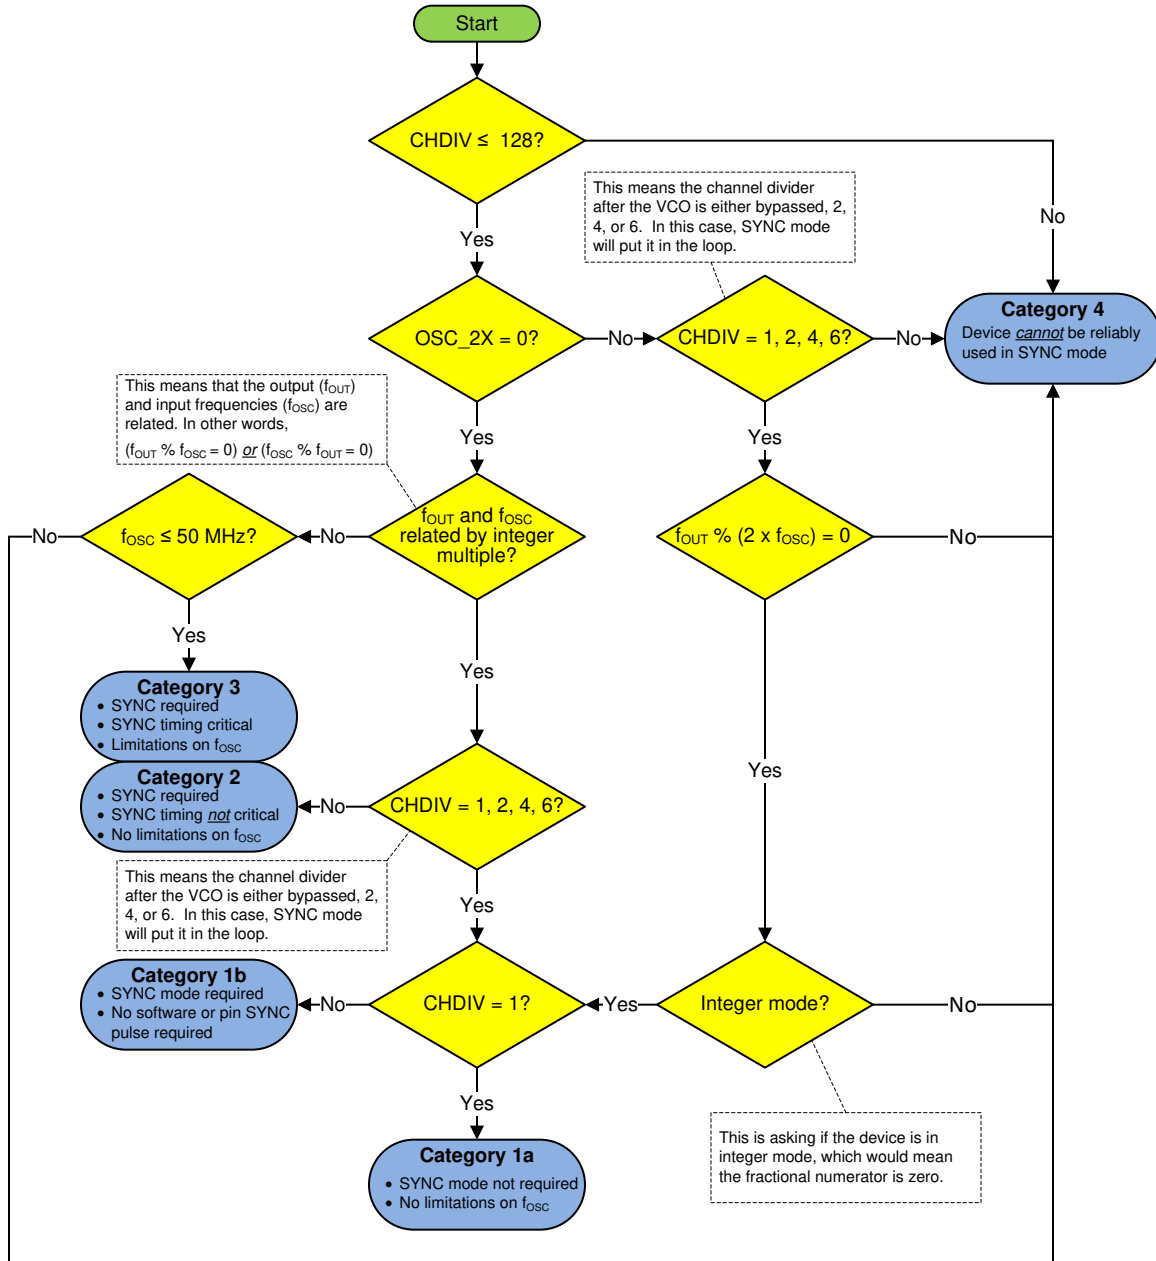 Start
CHDIV ≤ 128?
This means the channel divider
after the VCO is either bypassed, 2,
4, or 6. In this case, SYNC mode
will put it in the loop.
No
Yes
Category 4
Device cannot be reliably
used in SYNC mode
OSC_2X = 0?
No
CHDIV = 1, 2, 4, 6?
No
This means that the output (fOUT)
and input frequencies (fOSC) are
related. In other words,
(fOUT % fOSC = 0) or (fOSC % fOUT = 0)
Yes
Yes
No
fOSC ≤ 50 MHz?
No
fOUT and fOSC
related by integer
multiple?
fOUT % (2 x fOSC) = 0
No
Yes
Yes
Category 3
• SYNC required
• SYNC timing critical
• Limitations on fOSC
Yes
Category 2
• SYNC required
• SYNC timing not critical
• No limitations on fOSC
No
CHDIV = 1, 2, 4, 6?
This means the channel divider
after the VCO is either bypassed, 2,
4, or 6. In this case, SYNC mode
will put it in the loop.
Yes
Category 1b
• SYNC mode required
• No software or pin SYNC
pulse required
No
CHDIV = 1?
Yes
Integer mode?
No
Yes
This is asking if the device is in
integer mode, which would mean
the fractional numerator is zero.
Category 1a
• SYNC mode not required
• No limitations on fOSC